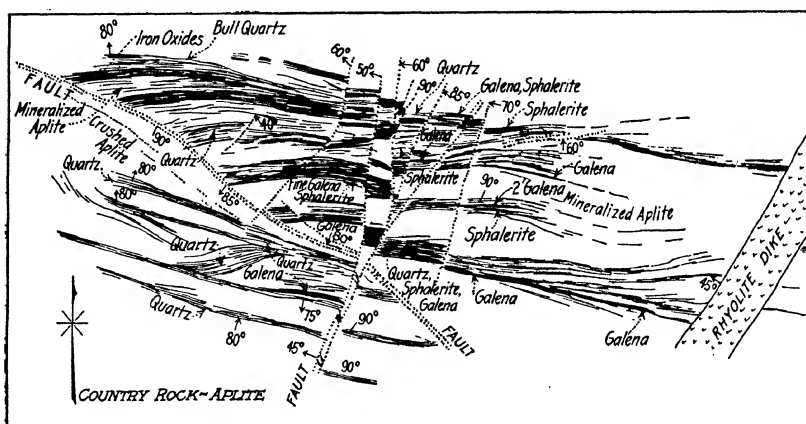 80°
Iron Oxides
Bull Quartz
60°
50°
60°
Quartz
90°
85°
Galena, Sphalerite
70°
Sphalerite
FAULT
Mineralized Aplite
Crushed Aplite
90°
Quartz
40°
Galena
60°
Galena
Sphalerite
90°
2" Galena
Mineralized Aplite
Sphalerite
Quartz
80°
80°
85°
Fine Galena
Sphalerite
Galena
80°
Quartz
Quartz
Galena
Quartz,
Sphalerite,
Galena
Galena
45°
RHYOLITE DIKE
Quartz
75°
80°
90°
FAULT
Galena
45°
90°
FAULT
COUNTRY ROCK~APLITE